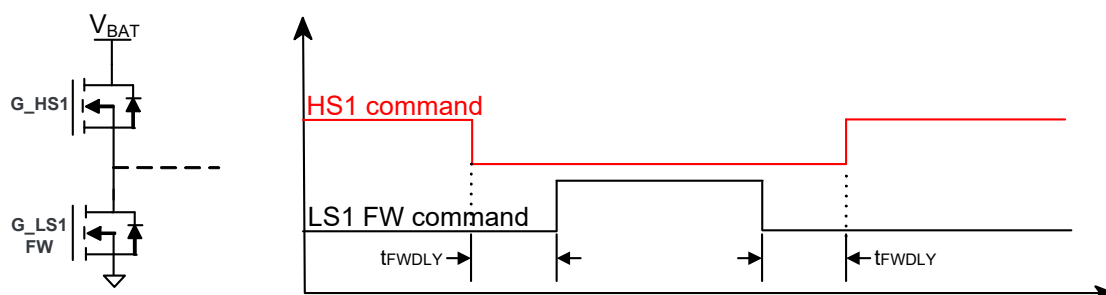 VBAT
G_HS1
G_LS1
FW
HS1 command
LS1 FW command
tFWDLY
tFWDLY